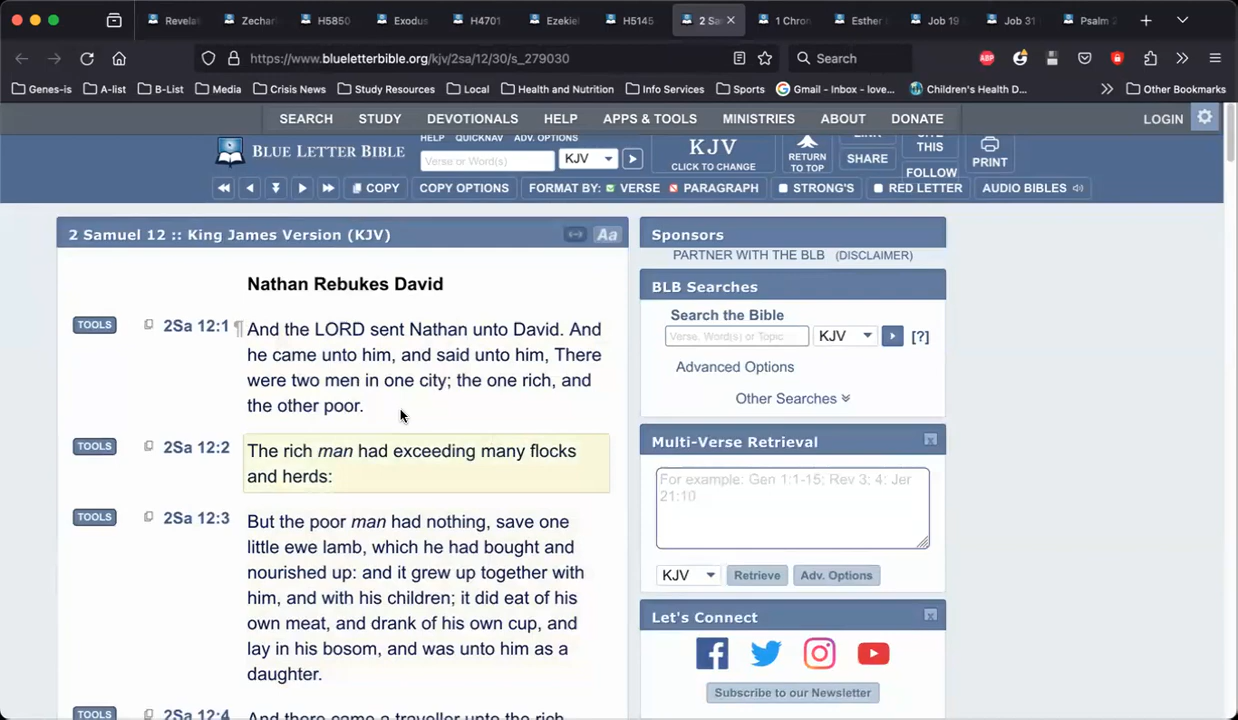 Revela
Zechar
H5850
Exodus
H4701
Ezekiel
H5145
2 Sa
1 Chron
Esther
Job 19
Job 31
Psalm 2
https://www.blueletterbible.org/kjv/2sa/12/30/s_279030
Search
Genes-is
A-list
B-List
Media
Crisis News
Study Resources
Local
Health and Nutrition
Info Services
Sports
Gmail - Inbox - love...
Children's Health D...
Other Bookmarks
SEARCH
STUDY
DEVOTIONALS
HELP
APPS & TOOLS
MINISTRIES
ABOUT
DONATE
LOGIN
BLUE LETTER BIBLE
HELP
QUICKNAV
ADV. OPTIONS
Verse or Word(s)
KJV
KJV
CLICK TO CHANGE
RETURN
TO TOP
LINK
SHARE
CITE
THIS
FOLLOW
PRINT
COPY
COPY OPTIONS
FORMAT BY:
VERSE
PARAGRAPH
STRONG'S
RED LETTER
AUDIO BIBLES
2 Samuel 12 :: King James Version (KJV)
Aa
Nathan Rebukes David
TOOLS
2Sa 12:1
¶ And the LORD sent Nathan unto David. And
he came unto him, and said unto him, There
were two men in one city; the one rich, and
the other poor.
TOOLS
2Sa 12:2
The rich man had exceeding many flocks
and herds:
TOOLS
2Sa 12:3
But the poor man had nothing, save one
little ewe lamb, which he had bought and
nourished up: and it grew up together with
him, and with his children; it did eat of his
own meat, and drank of his own cup, and
lay in his bosom, and was unto him as a
daughter.
TOOLS
2Sa 12:4
And there came a traveller unto the rich
Sponsors
PARTNER WITH THE BLB (DISCLAIMER)
BLB Searches
Search the Bible
Verse, Word(s) or Topic
KJV
[?]
Advanced Options
Other Searches
Multi-Verse Retrieval
For example: Gen 1:1-15; Rev 3; 4; Jer
21:10
KJV
Retrieve
Adv. Options
Let's Connect
Subscribe to our Newsletter